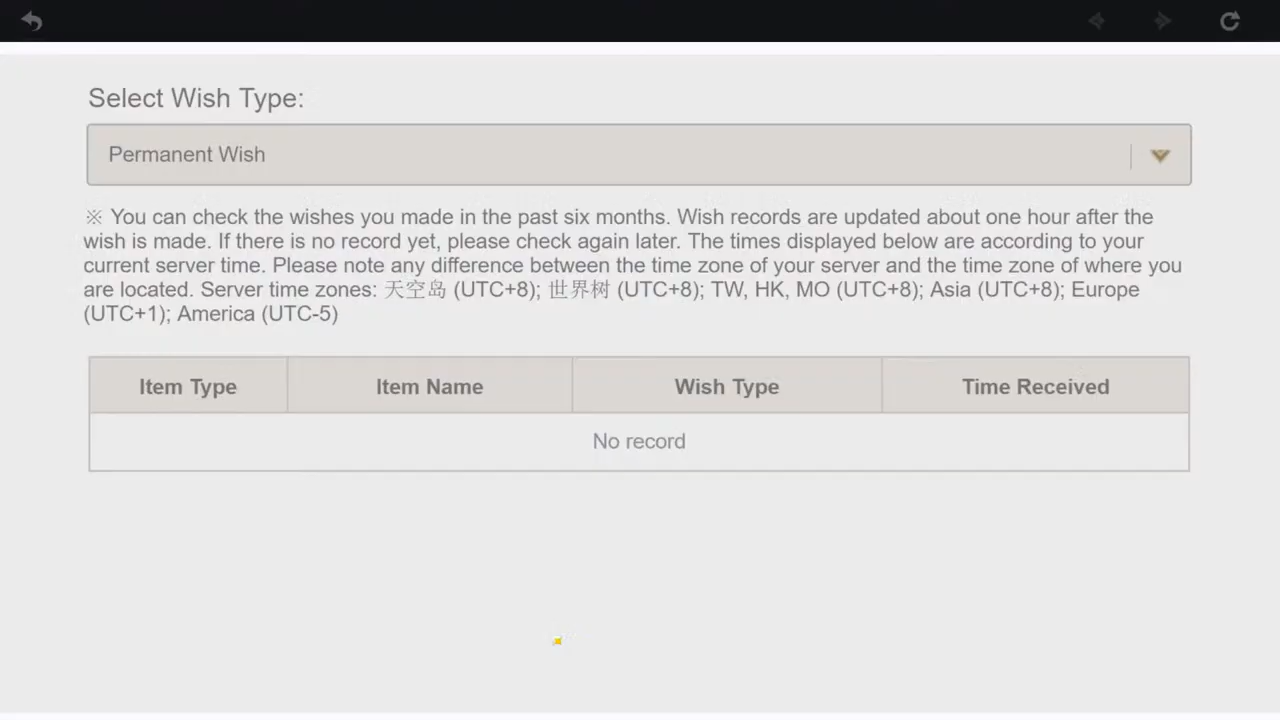 Select Wish Type:
Permanent Wish
※ You can check the wishes you made in the past six months. Wish records are updated about one hour after the
wish is made. If there is no record yet, please check again later. The times displayed below are according to your
current server time. Please note any difference between the time zone of your server and the time zone of where you
are located. Server time zones: 天空岛 (UTC+8); 世界树 (UTC+8); TW, HK, MO (UTC+8); Asia (UTC+8); Europe
(UTC+1); America (UTC-5)
Item Type Item Name Wish Type Time Received
No record